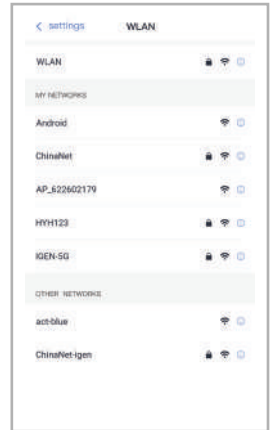 settings WLAN
WLAN
MY NETWORKS
Android
ChinaNet
AP_622602179
HYH123
IGEN-5G
OTHER NETWORKS
act-blue
ChinaNet-igen